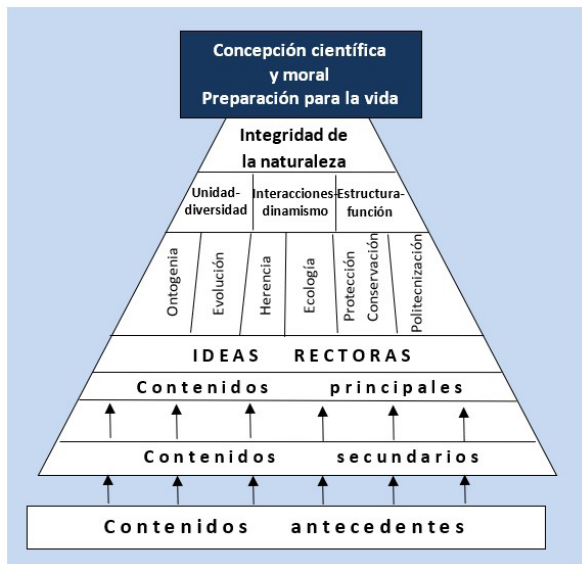 Concepción científica
y moral
Preparación para la vida
Integridad de
la naturaleza
Unidad-
diversidad
Interacciones-
dinamismo
Estructura-
función
Ontogenia
Evolución
Herencia
Ecología
Protección
Conservación
Politecnización
IDEAS RECTORAS
Contenidos principales
Contenidos secundarios
Contenidos antecedentes